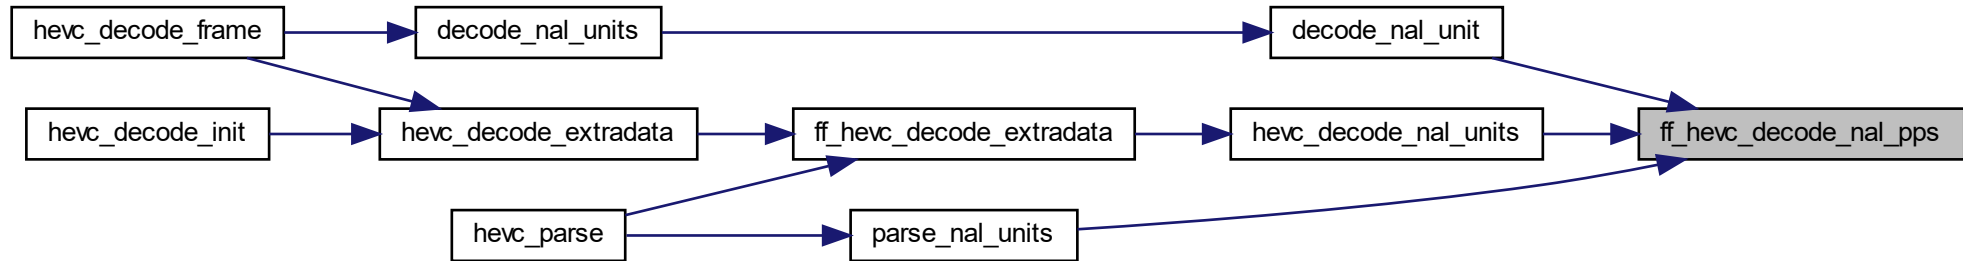 hevc_decode_frame
decode_nal_units
decode_nal_unit
hevc_decode_init
hevc_decode_extradata
ff_hevc_decode_extradata
hevc_decode_nal_units
ff_hevc_decode_nal_pps
hevc_parse
parse_nal_units